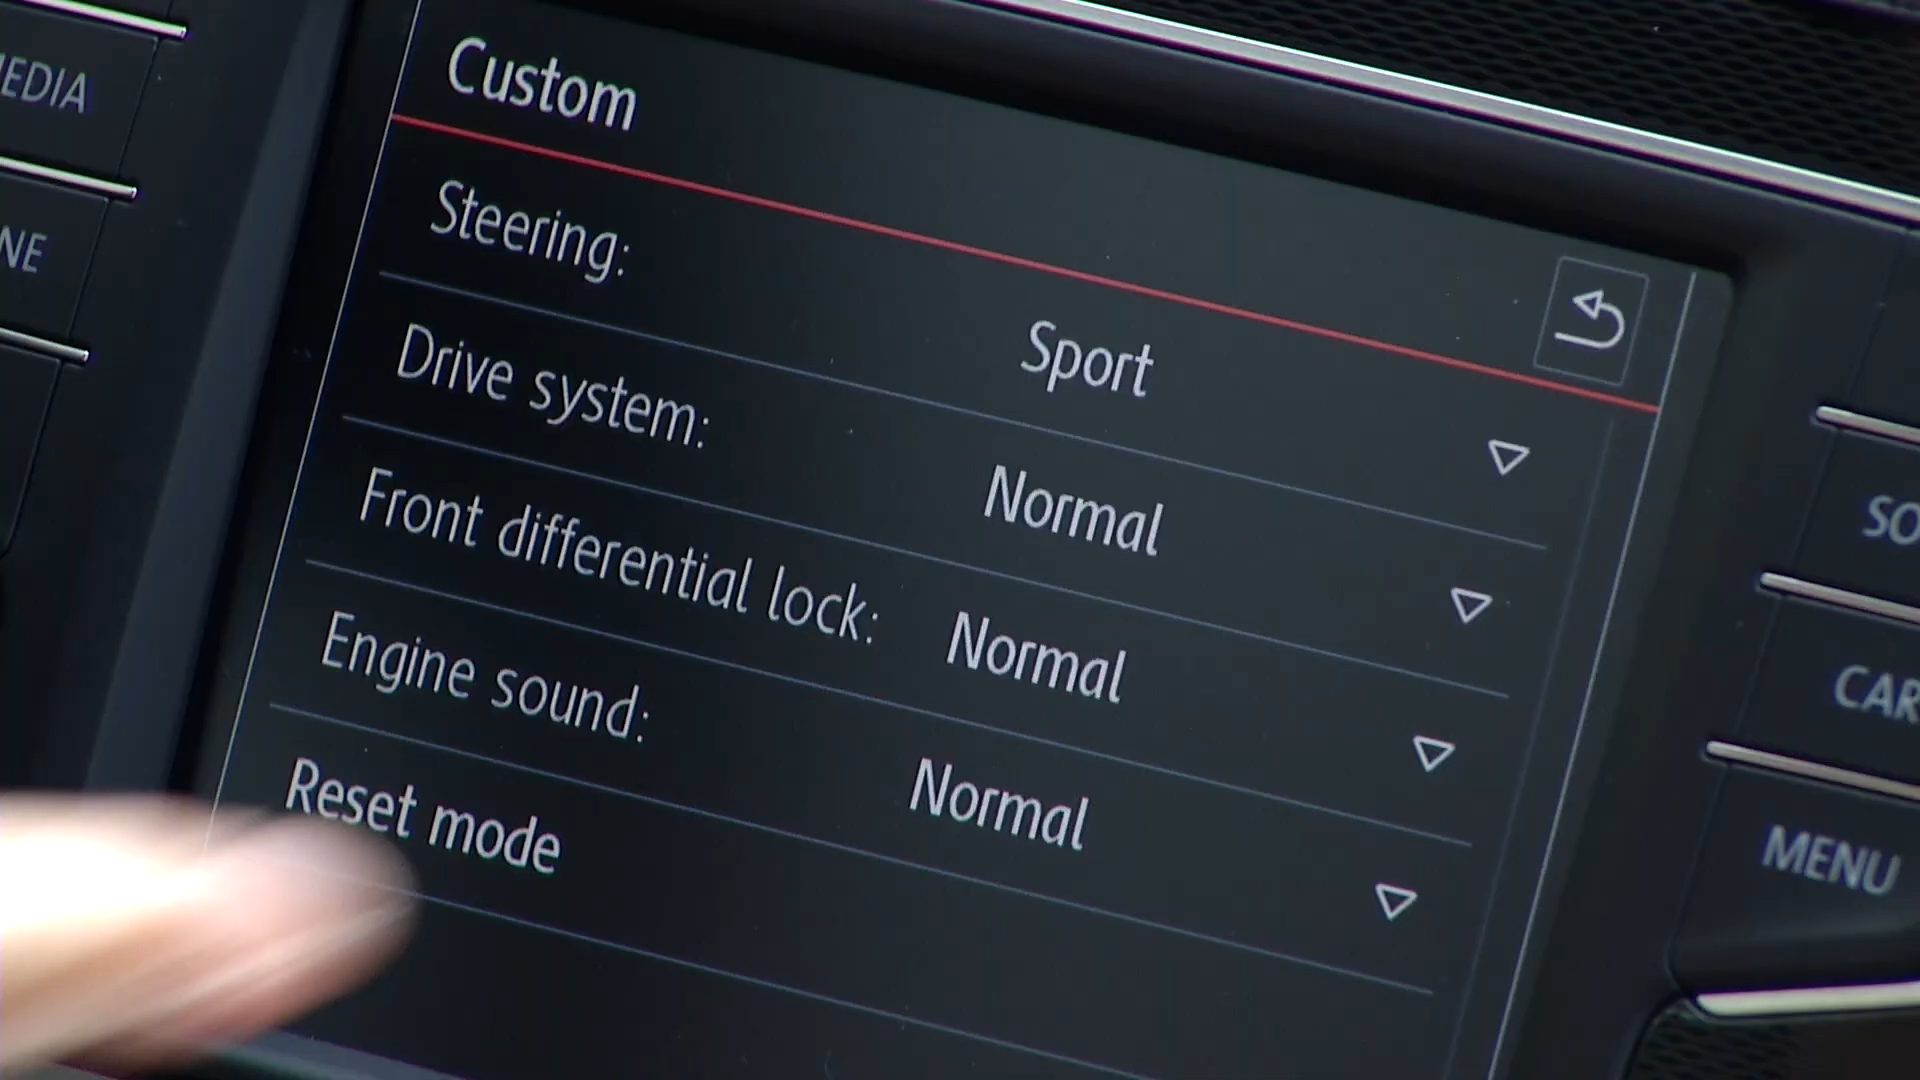 MEDIA
NE
Custom
Steering: Sport
Drive system: Normal
Front differential lock: Normal
Engine sound: Normal
Reset mode
SO
CAR
MENU